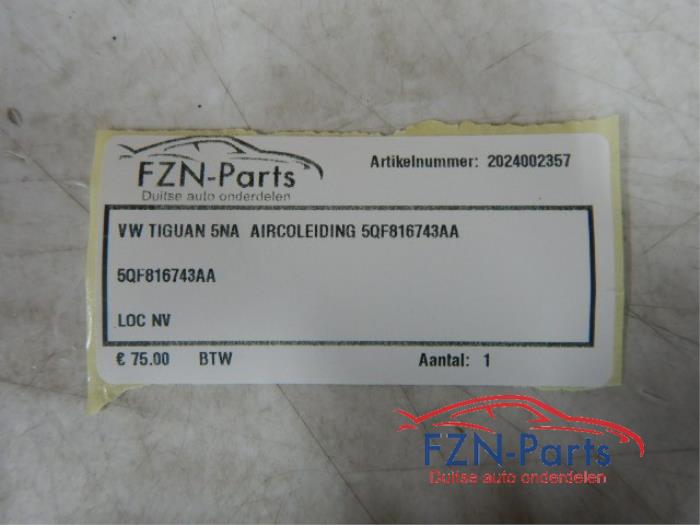 FZN-Parts
Duitse auto onderdelen
Artikelnummer: 2024002357
VW TIGUAN 5NA AIRCOLEIDING 5QF816743AA
5QF816743AA
LOC NV
€ 75.00 BTW Aantal: 1
FZN-Parts
Duitse auto onderdelen